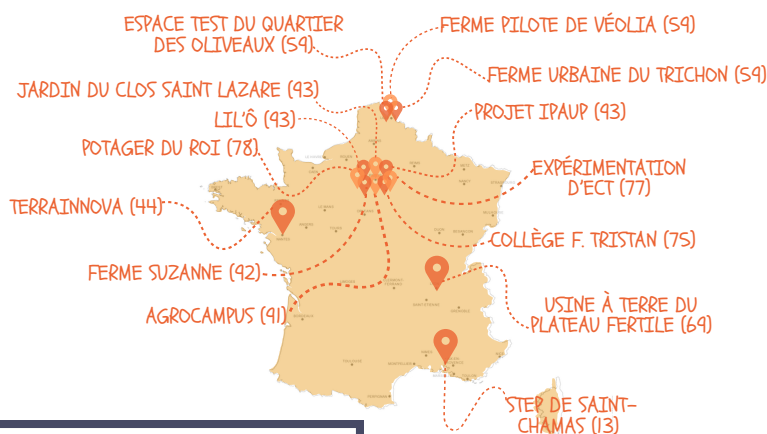 ESPACE TEST DU QUARTIER
DES OLIVEAUX (59)
FERME PILOTE DE VÉOLIA (59)
FERME URBAINE DU TRICHON (59)
JARDIN DU CLOS SAINT LAZARE (93)
PROJET IPAUP (93)
LIL'Ô (93)
POTAGER DU ROI (78)
EXPÉRIMENTATION
D'ECT (77)
TERRAINNOVA (44)
COLLÈGE F. TRISTAN (75)
FERME SUZANNE (92)
AGROCAMPUS (91)
USINE À TERRE DU
PLATEAU FERTILE (69)
STEP DE SAINT-
CHAMAS (13)